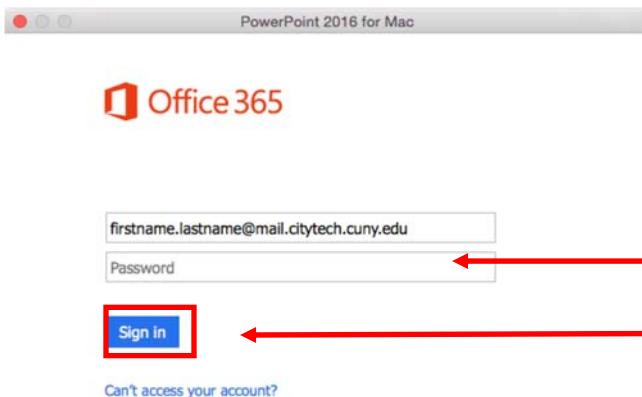 PowerPoint 2016 for Mac
Office 365
firstname.lastname@mail.citytech.cuny.edu
Password
Sign in
Can't access your account?